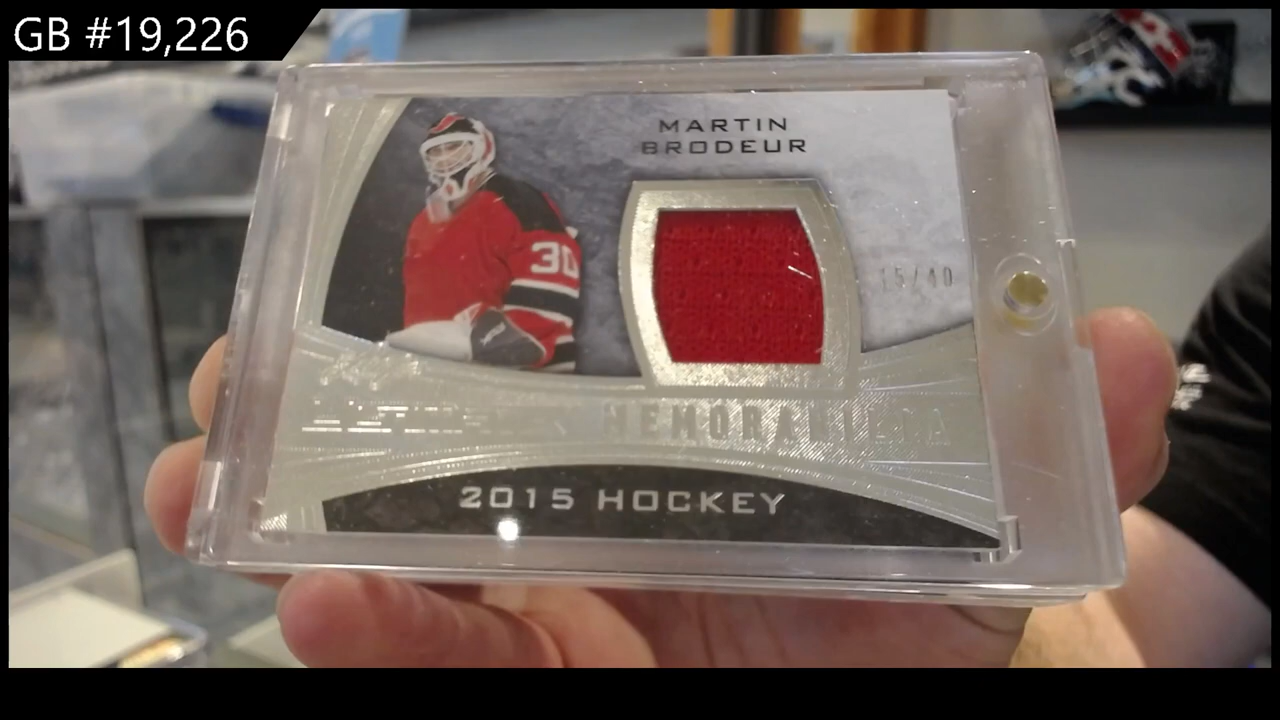 GB #19,226
MARTIN
BRODEUR
30
15/40
MEMORABILIA
2015 HOCKEY